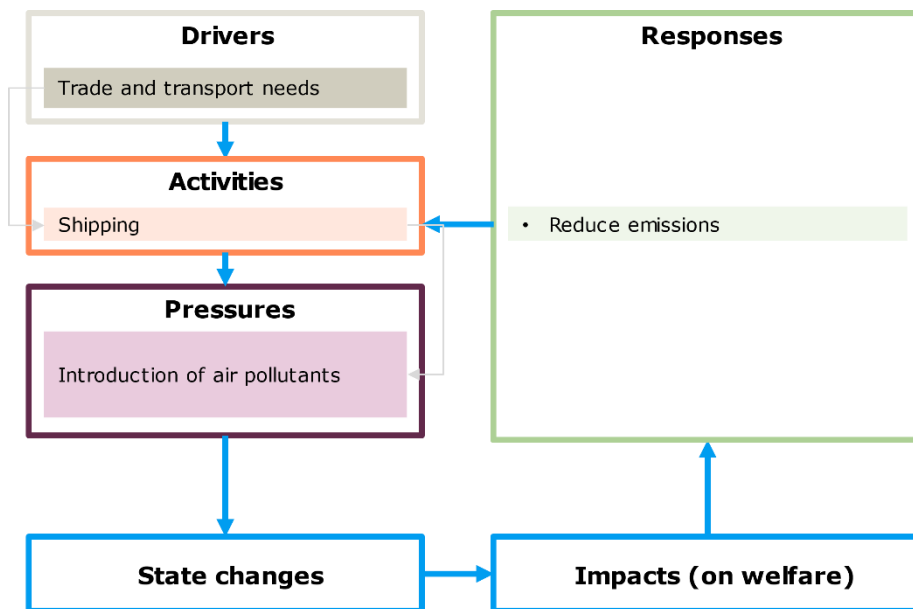 Drivers
Trade and transport needs
Activities
Shipping
Pressures
Introduction of air pollutants
State changes
Responses
• Reduce emissions
Impacts (on welfare)